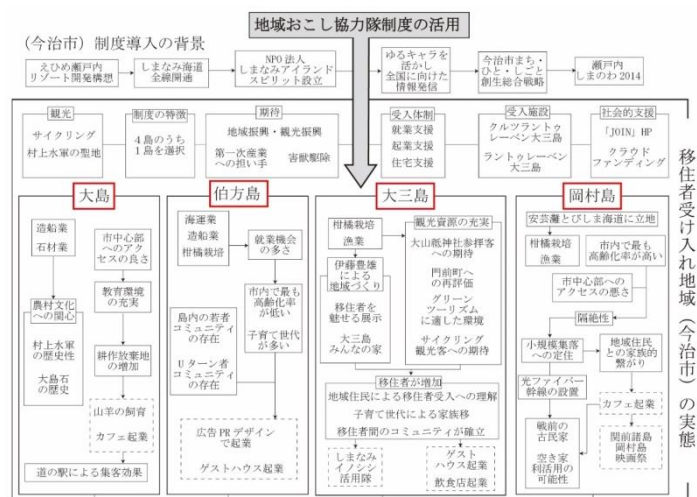 地域おこし協力隊制度の活用
(今治市)制度導入の背景
えひめ瀬戸内
リゾート開発構想
しまなみ海道
全線開通
NPO法人
しまなみアイランド
スピリット設立
ゆるキャラを
活かし
全国に向けた
情報発信
今治市まち・
ひと・しごと
創生総合戦略
瀬戸内
しまのわ2014
観光
サイクリング
村上水軍の聖地
制度の特徴
4島のうち
1島を選択
期待
地域振興・観光振興
第一次産業
への担い手
害獣駆除
受入体制
就業支援
起業支援
住宅支援
受入施設
クルツラントゥ
レーベン大三島
ラントゥレーベン
大三島
社会的支援
「JOIN」HP
クラウド
ファンディング
移住者受け入れ地域(今治市)の実態
大島
造船業
石材業
市中心部
へのアク
セスの良さ
教育環境
の充実
農村文化
への関心
村上水軍
の歴史性
大島石
の歴史
耕作放棄地
の増加
山羊の飼育
カフェ起業
道の駅による集客効果
伯方島
海運業
造船業
柑橘栽培
就業機会
の多さ
市内で最も
高齢化率
が低い
子育て世代
が多い
島内の若者
コミュニティ
の存在
Uターン者
コミュニティ
の存在
広告PRデザイン
で起業
ゲストハウス起業
大三島
柑橘栽培
漁業
伊藤豊雄
による
地域づくり
移住者を
魅せる展示
大三島
みんなの家
観光資源の充実
大山祇神社参拝客
への期待
門前町へ
の再評価
グリーン
ツーリズム
に適した環境
サイクリング
観光客への期待
移住者が増加
地域住民による移住者受入への理解
子育て世代による家族移
移住者間のコミュニティが確立
しまなみ
イノシシ
活用隊
ゲスト
ハウス起業
飲食店起業
岡村島
安芸灘とびしま海道に立地
柑橘栽培
漁業
市内で最も
高齢化率が高い
市中心部への
アクセスの悪さ
隔絶性
小規模集落
への定住
地域住民
との家族的
繋がり
光ファイバー
幹線の設置
カフェ起業
戦前の
古民家
空き家
利活用の
可能性
関前諸島
岡村島
映画祭